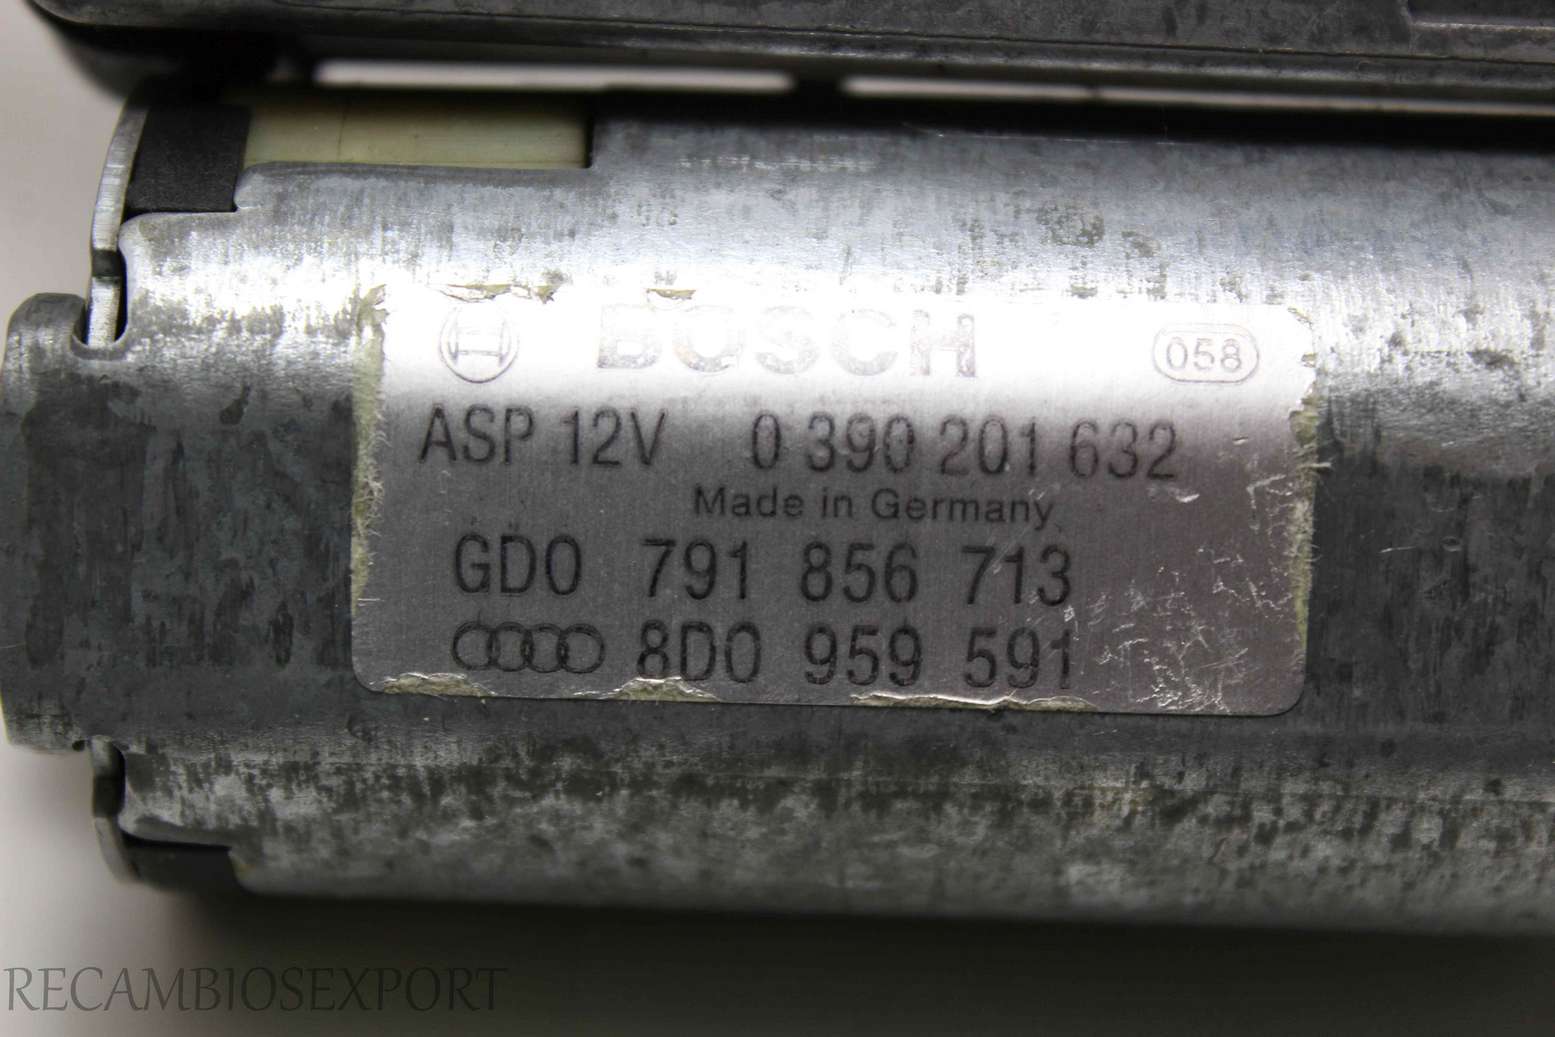 BOSCH 058
ASP 12V 0 390 201 632
Made in Germany
GD0 791 856 713
8D0 959 591
RECAMBIOSEXPORT